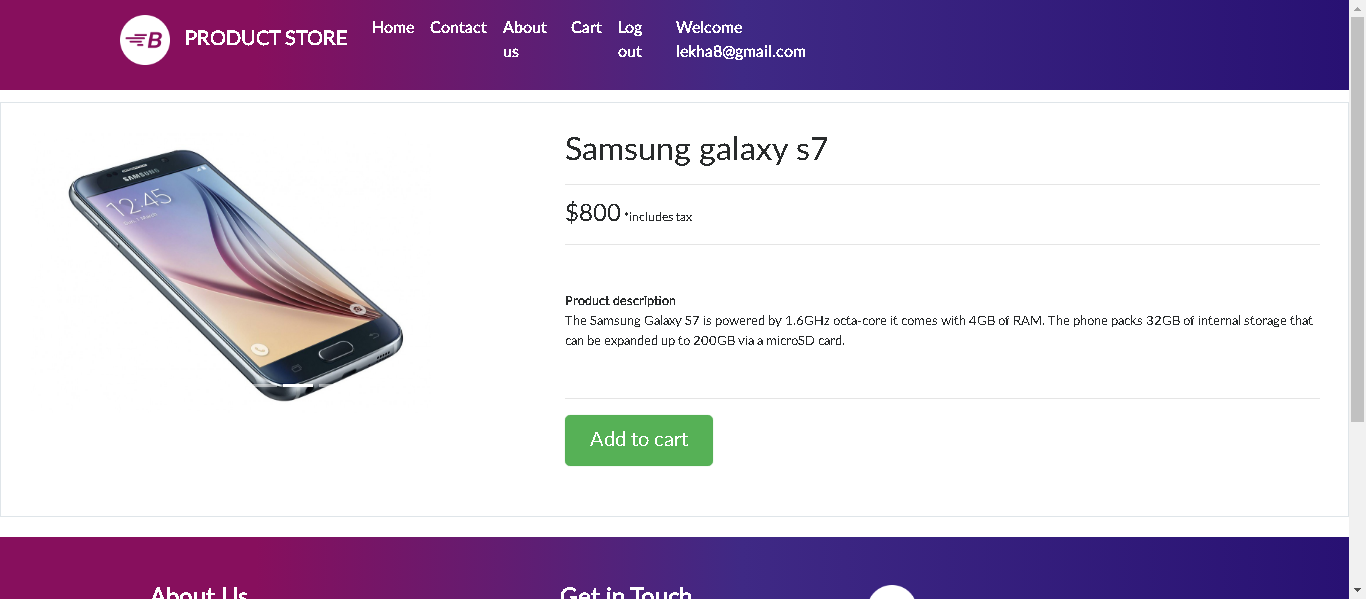 B PRODUCT STORE Home Contact About us Cart Log out Welcome lekha8@gmail.com
Samsung galaxy s7
$800 *includes tax
SAMSUNG
12:45
Product description
The Samsung Galaxy S7 is powered by 1.6GHz octa-core it comes with 4GB of RAM. The phone packs 32GB of internal storage that
can be expanded up to 200GB via a microSD card.
Add to cart
About Us
Get in Touch